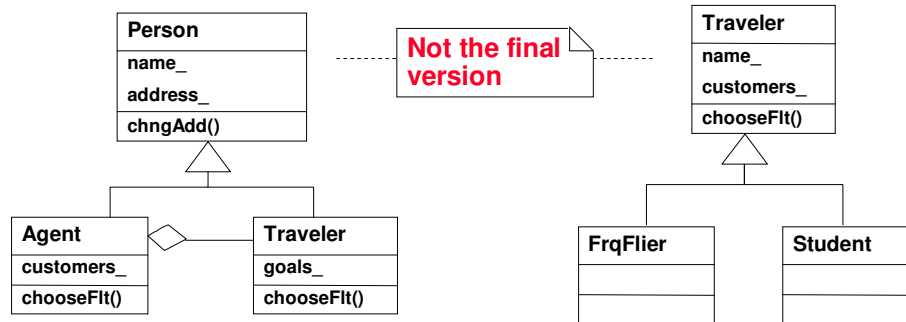 Person
name_
address_
chngAdd()
Not the final
version
Traveler
name_
customers_
chooseFlt()
Agent
customers_
chooseFlt()
Traveler
goals_
chooseFlt()
FrqFlier
Student